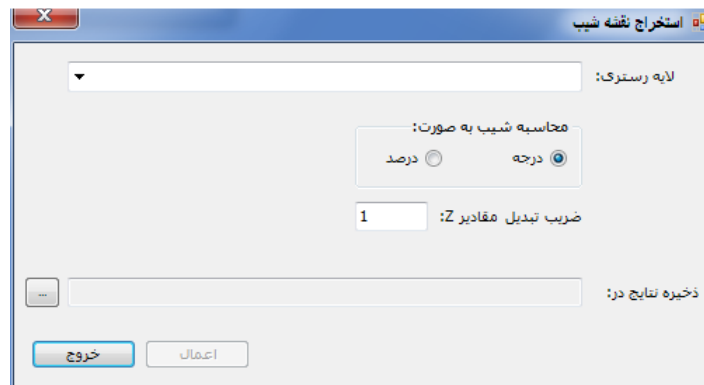 استخراج نقشه شیب
لایه رستری:
محاسبه شیب به صورت:
درجه درصد
ضریب تبدیل مقادیر Z: 1
ذخیره نتایج در: ...
اعمال خروج